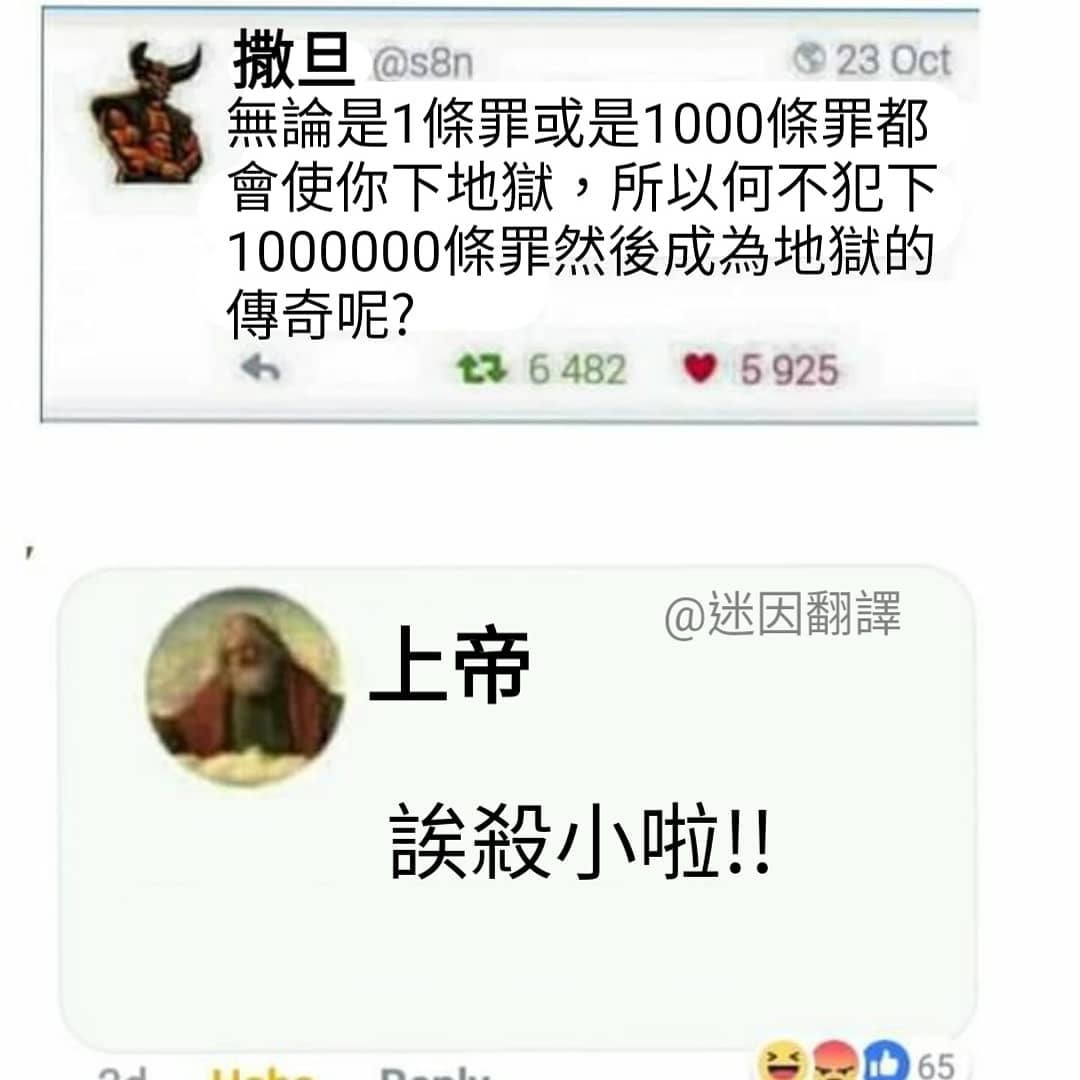 撒旦 @s8n 23 Oct
無論是1條罪或是1000條罪都
會使你下地獄，所以何不犯下
1000000條罪然後成為地獄的
傳奇呢?
6 482 5 925
@迷因翻譯
上帝
誒殺小啦!!
65